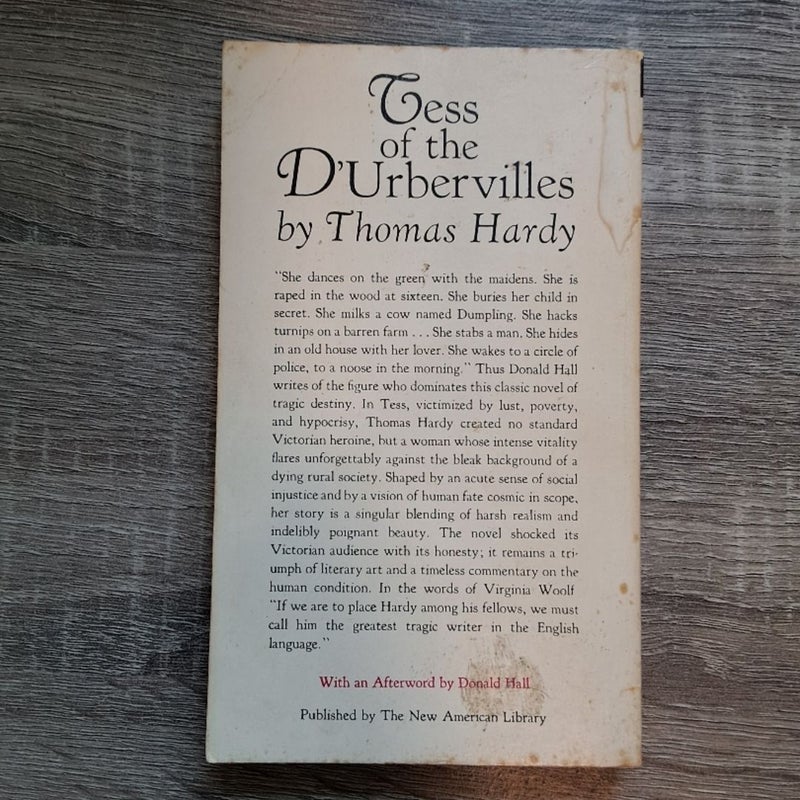 Tess
of the
D'Urbervilles
by Thomas Hardy
"She dances on the green with the maidens. She is
raped in the wood at sixteen. She buries her child in
secret. She milks a cow named Dumpling. She hacks
turnips on a barren farm . . . She stabs a man. She hides
in an old house with her lover. She wakes to a circle of
police, to a noose in the morning." Thus Donald Hall
writes of the figure who dominates this classic novel of
tragic destiny. In Tess, victimized by lust, poverty,
and hypocrisy, Thomas Hardy created no standard
Victorian heroine, but a woman whose intense vitality
flares unforgettably against the bleak background of a
dying rural society. Shaped by an acute sense of social
injustice and by a vision of human fate cosmic in scope,
her story is a singular blending of harsh realism and
indelibly poignant beauty. The novel shocked its
Victorian audience with its honesty; it remains a tri-
umph of literary art and a timeless commentary on the
human condition. In the words of Virginia Woolf
"If we are to place Hardy among his fellows, we must
call him the greatest tragic writer in the English
language."
With an Afterword by Donald Hall
Published by The New American Library